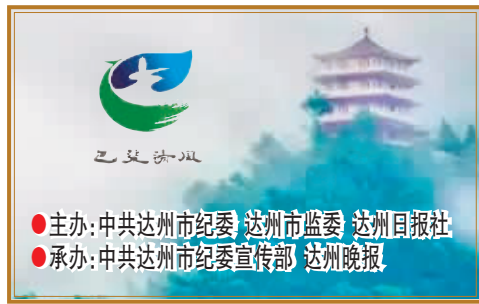 巴渠清风
●主办:中共达州市纪委 达州市监委 达州日报社
●承办:中共达州市纪委宣传部 达州晚报